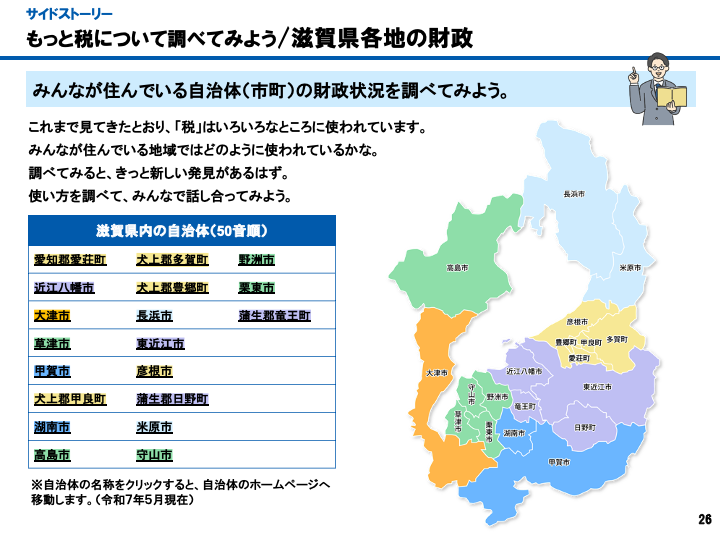 サイドストーリー
もっと税について調べてみよう/滋賀県各地の財政
みんなが住んでいる自治体（市町）の財政状況を調べてみよう。
これまで見てきたとおり、「税」はいろいろなところに使われています。
みんなが住んでいる地域ではどのように使われているかな。
調べてみると、きっと新しい発見があるはず。
使い方を調べて、みんなで話し合ってみよう。
滋賀県内の自治体（50音順）
愛知郡愛荘町 犬上郡多賀町 野洲市
近江八幡市 犬上郡豊郷町 栗東市
大津市 長浜市 蒲生郡竜王町
草津市 東近江市
甲賀市 彦根市
犬上郡甲良町 蒲生郡日野町
湖南市 米原市
高島市 守山市
※自治体の名称をクリックすると、自治体のホームページへ
移動します。（令和7年5月現在）
長浜市
高島市
米原市
彦根市
豊郷町 甲良町 多賀町
愛荘町
大津市
近江八幡市
東近江市
守山市
野洲市
竜王町
草津市
栗東市
湖南市
日野町
甲賀市
26